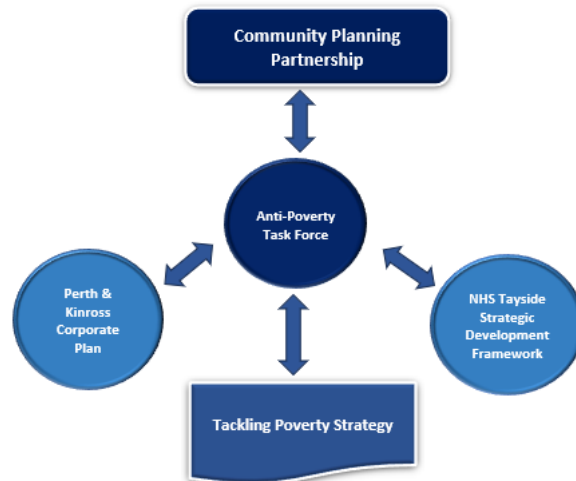 Community Planning
Partnership
Anti-Poverty
Task Force
Perth &
Kinross
Corporate
Plan
NHS Tayside
Strategic
Development
Framework
Tackling Poverty Strategy